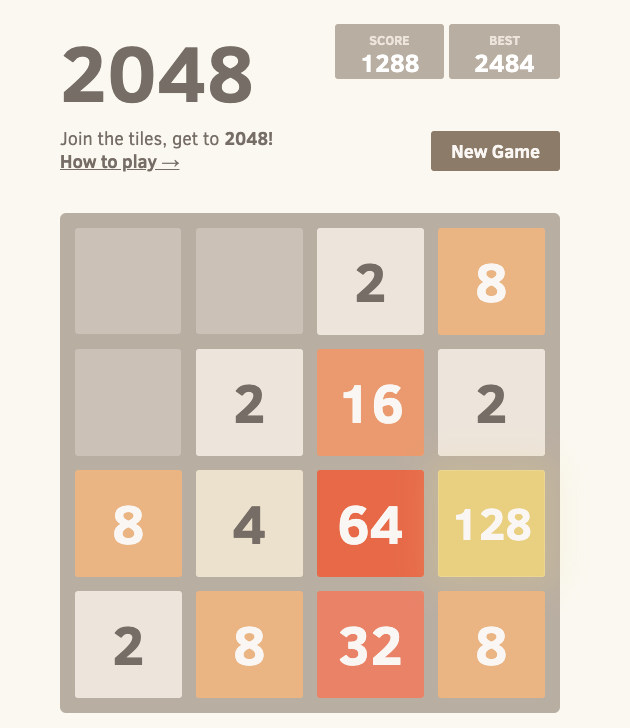 2048
SCORE
1288
BEST
2484
Join the tiles, get to 2048!
How to play →
New Game
2 8
2 16 2
8 4 64 128
2 8 32 8